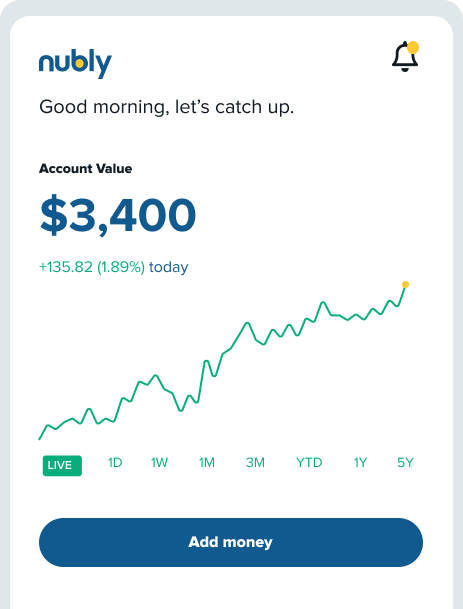 nubly
Good morning, let’s catch up.
Account Value
$3,400
+135.82 (1.89%) today
LIVE 1D 1W 1M 3M YTD 1Y 5Y
Add money